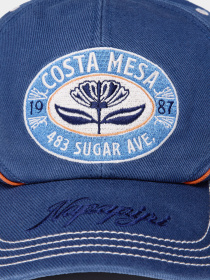 COSTA MESA
19 87
483 SUGAR AVE.